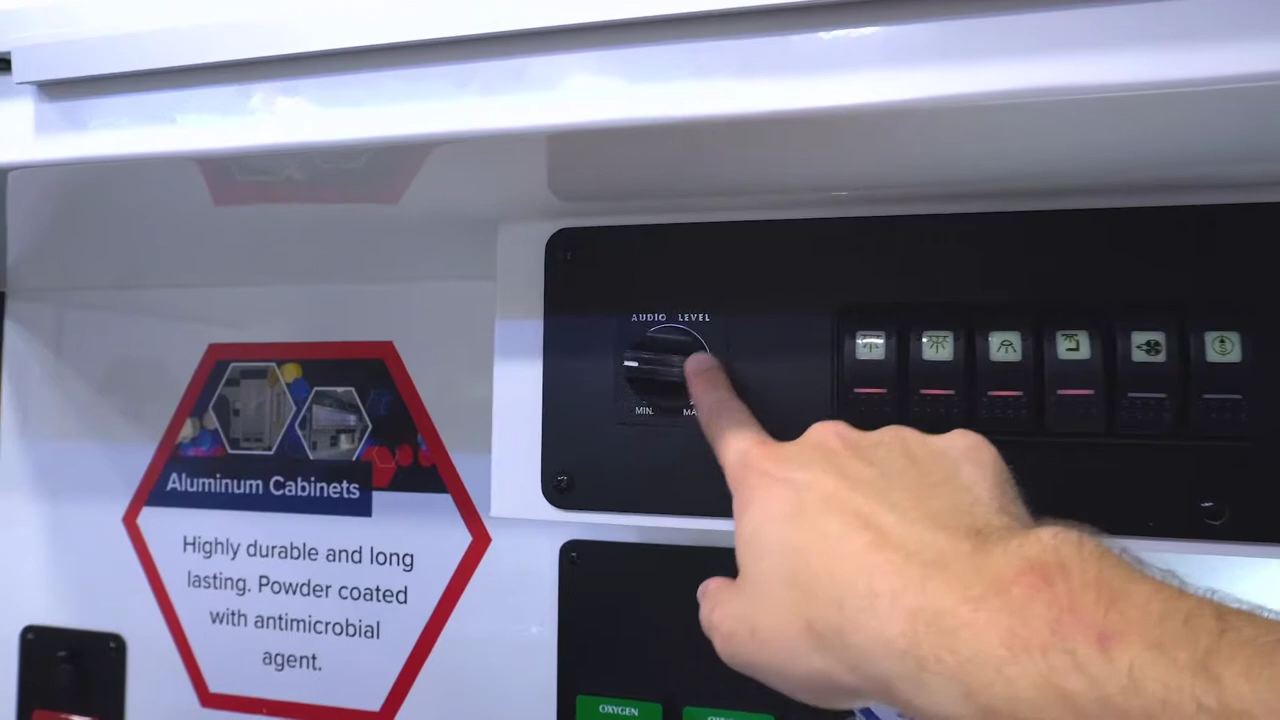 AUDIO LEVEL
MIN.
Aluminum Cabinets
Highly durable and long
lasting. Powder coated
with antimicrobial
agent.
OXYGEN